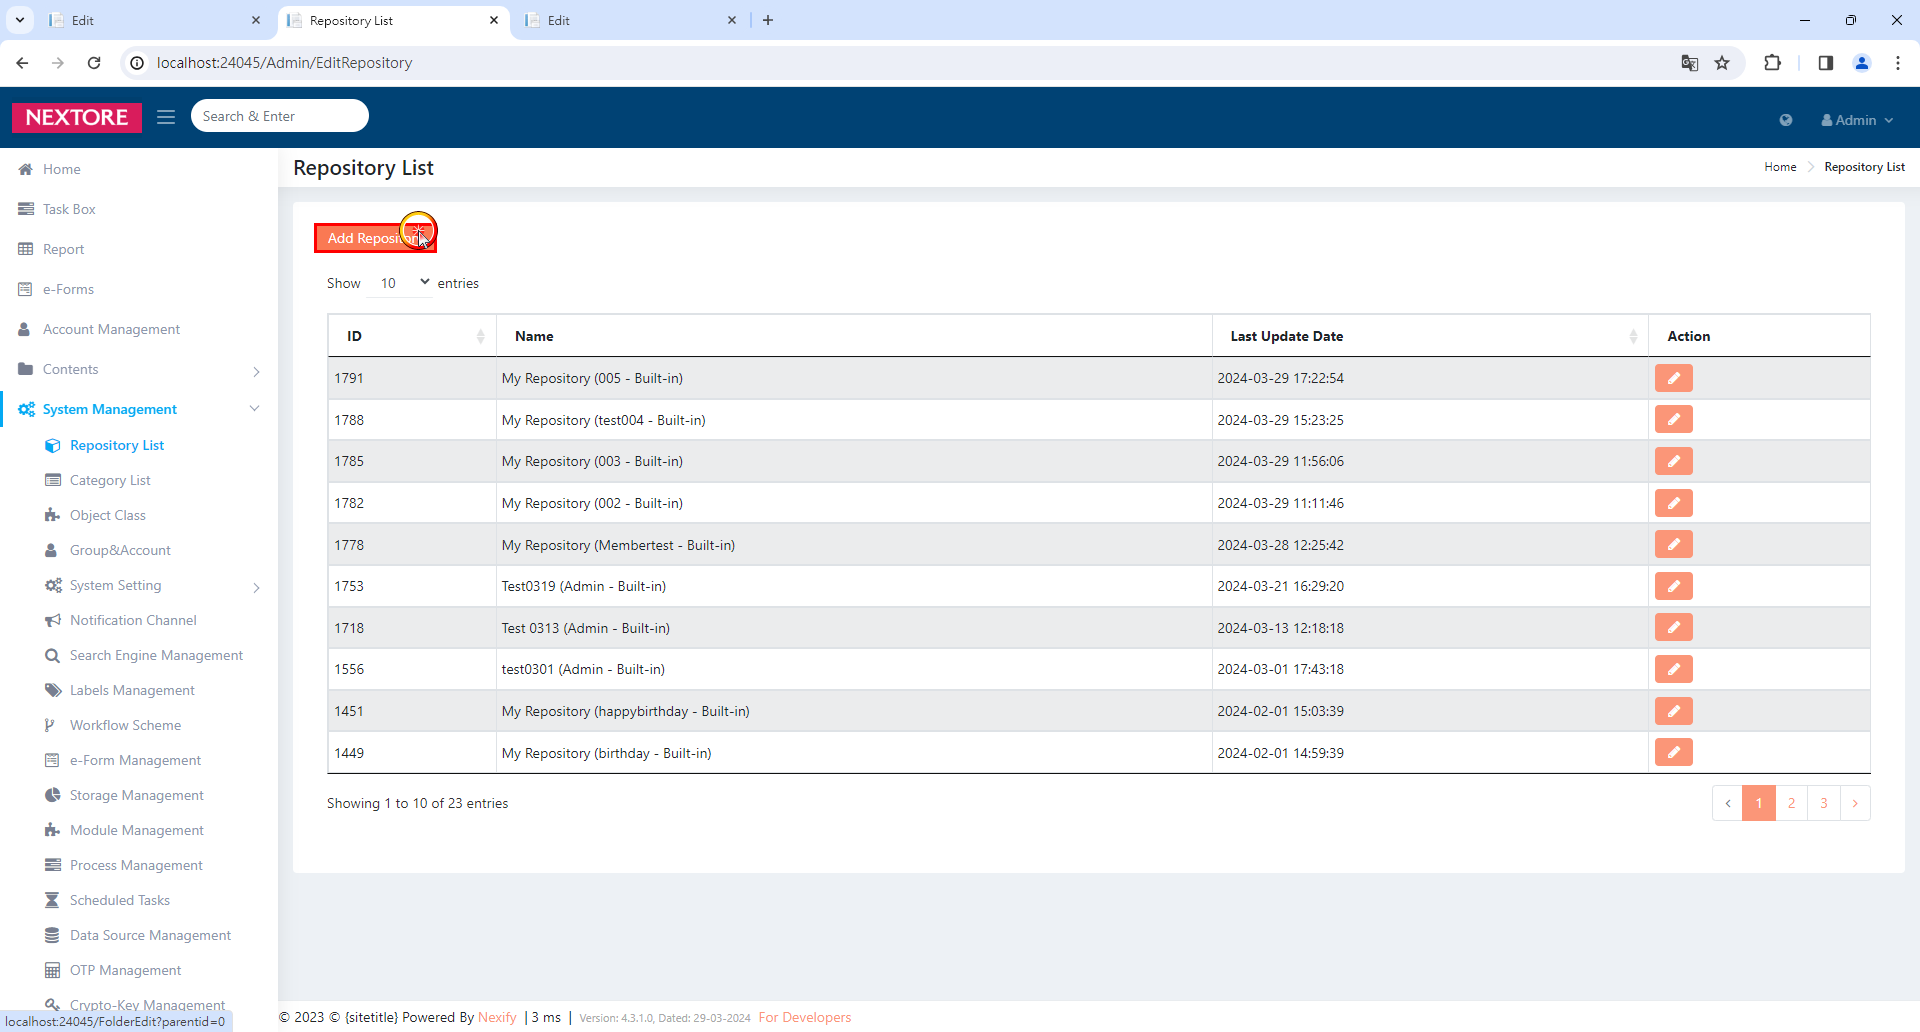 Edit
Repository List
Edit
localhost:24045/Admin/EditRepository
NEXTORE
Search & Enter
Admin
Home
Task Box
Report
e-Forms
Account Management
Contents
System Management
Repository List
Category List
Object Class
Group&Account
System Setting
Notification Channel
Search Engine Management
Labels Management
Workflow Scheme
e-Form Management
Storage Management
Module Management
Process Management
Scheduled Tasks
Data Source Management
OTP Management
Crypto-Key Management
localhost:24045/FolderEdit?parentid=0
Repository List
Home > Repository List
Add Repository
Show 10 entries
ID Name Last Update Date Action
1791 My Repository (005 - Built-in) 2024-03-29 17:22:54
1788 My Repository (test004 - Built-in) 2024-03-29 15:23:25
1785 My Repository (003 - Built-in) 2024-03-29 11:56:06
1782 My Repository (002 - Built-in) 2024-03-29 11:11:46
1778 My Repository (Membertest - Built-in) 2024-03-28 12:25:42
1753 Test0319 (Admin - Built-in) 2024-03-21 16:29:20
1718 Test 0313 (Admin - Built-in) 2024-03-13 12:18:18
1556 test0301 (Admin - Built-in) 2024-03-01 17:43:18
1451 My Repository (happybirthday - Built-in) 2024-02-01 15:03:39
1449 My Repository (birthday - Built-in) 2024-02-01 14:59:39
Showing 1 to 10 of 23 entries
‹ 1 2 3 ›
© 2023 © {sitetitle} Powered By Nexify | 3 ms | Version: 4.3.1.0, Dated: 29-03-2024 For Developers